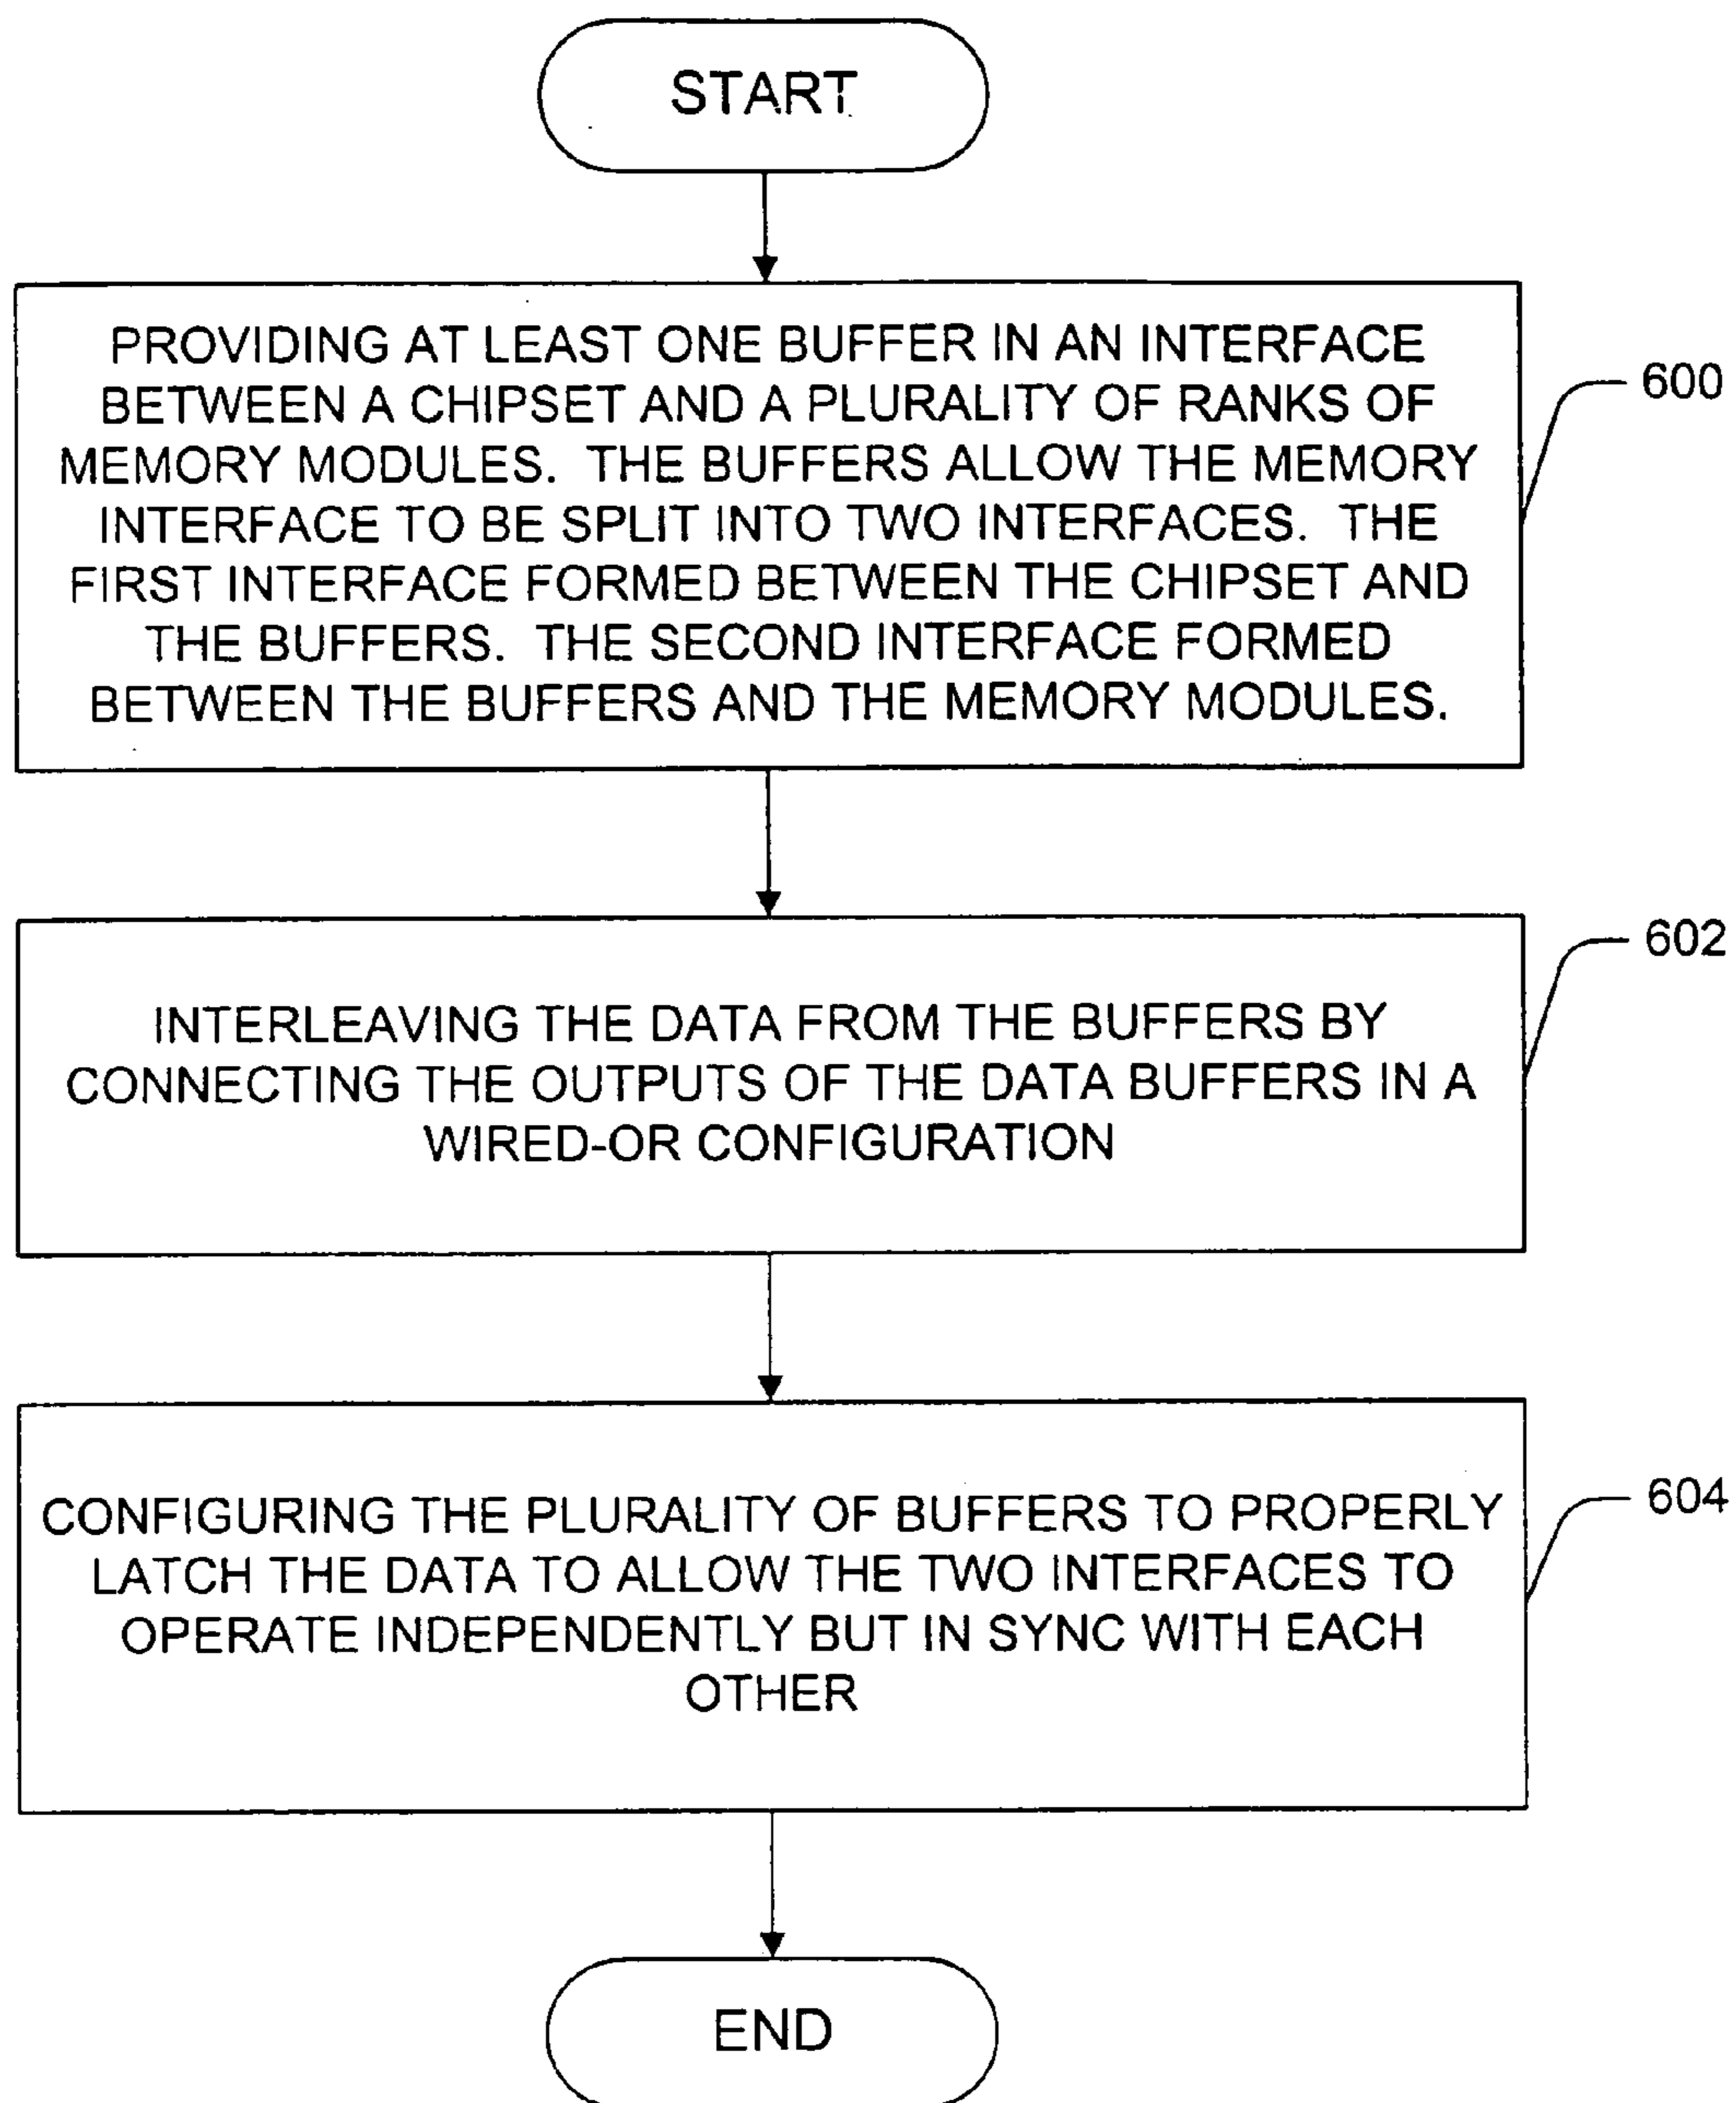 START
PROVIDING AT LEAST ONE BUFFER IN AN INTERFACE
BETWEEN A CHIPSET AND A PLURALITY OF RANKS OF
MEMORY MODULES. THE BUFFERS ALLOW THE MEMORY
INTERFACE TO BE SPLIT INTO TWO INTERFACES. THE
FIRST INTERFACE FORMED BETWEEN THE CHIPSET AND
THE BUFFERS. THE SECOND INTERFACE FORMED
BETWEEN THE BUFFERS AND THE MEMORY MODULES.
600
INTERLEAVING THE DATA FROM THE BUFFERS BY
CONNECTING THE OUTPUTS OF THE DATA BUFFERS IN A
WIRED-OR CONFIGURATION
602
CONFIGURING THE PLURALITY OF BUFFERS TO PROPERLY
LATCH THE DATA TO ALLOW THE TWO INTERFACES TO
OPERATE INDEPENDENTLY BUT IN SYNC WITH EACH
OTHER
604
END